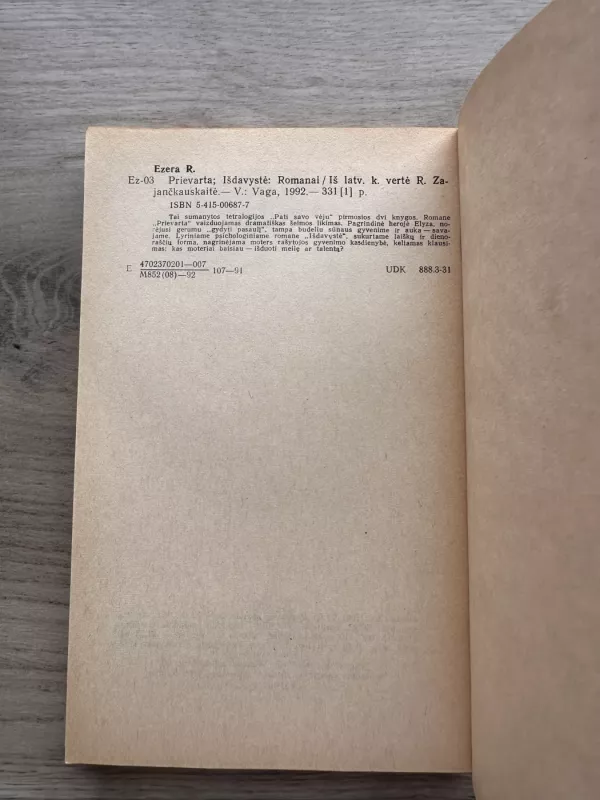 Ezera R.
Ez-03 Prievarta; Išdavystė: Romanai / Iš latv. k. vertė R. Za-
jančkauskaitė.— V.: Vaga, 1992.— 331 [1] p.
ISBN 5-415-00687-7
Tai sumanytos tetralogijos „Pati savo vėju" pirmosios dvi knygos. Romane
„Prievarta" vaizduojamas dramatiškas šeimos likimas. Pagrindinė herojė Elyza, no-
rėjusi gerumu „gydyti pasaulį", tampa budeliu sūnaus gyvenime ir auka — sava-
jame. Lyriniame psichologiniame romane „Išdavystė", sukurtame laiškų ir dieno-
raščių forma, nagrinėjama moters rašytojos gyvenimo kasdienybė, keliamas klausi-
mas: kas moteriai baisiau — išduoti meilę ar talentą?
E 4702370201—007
M852(08)—92 107—91 UDK 888.3-31